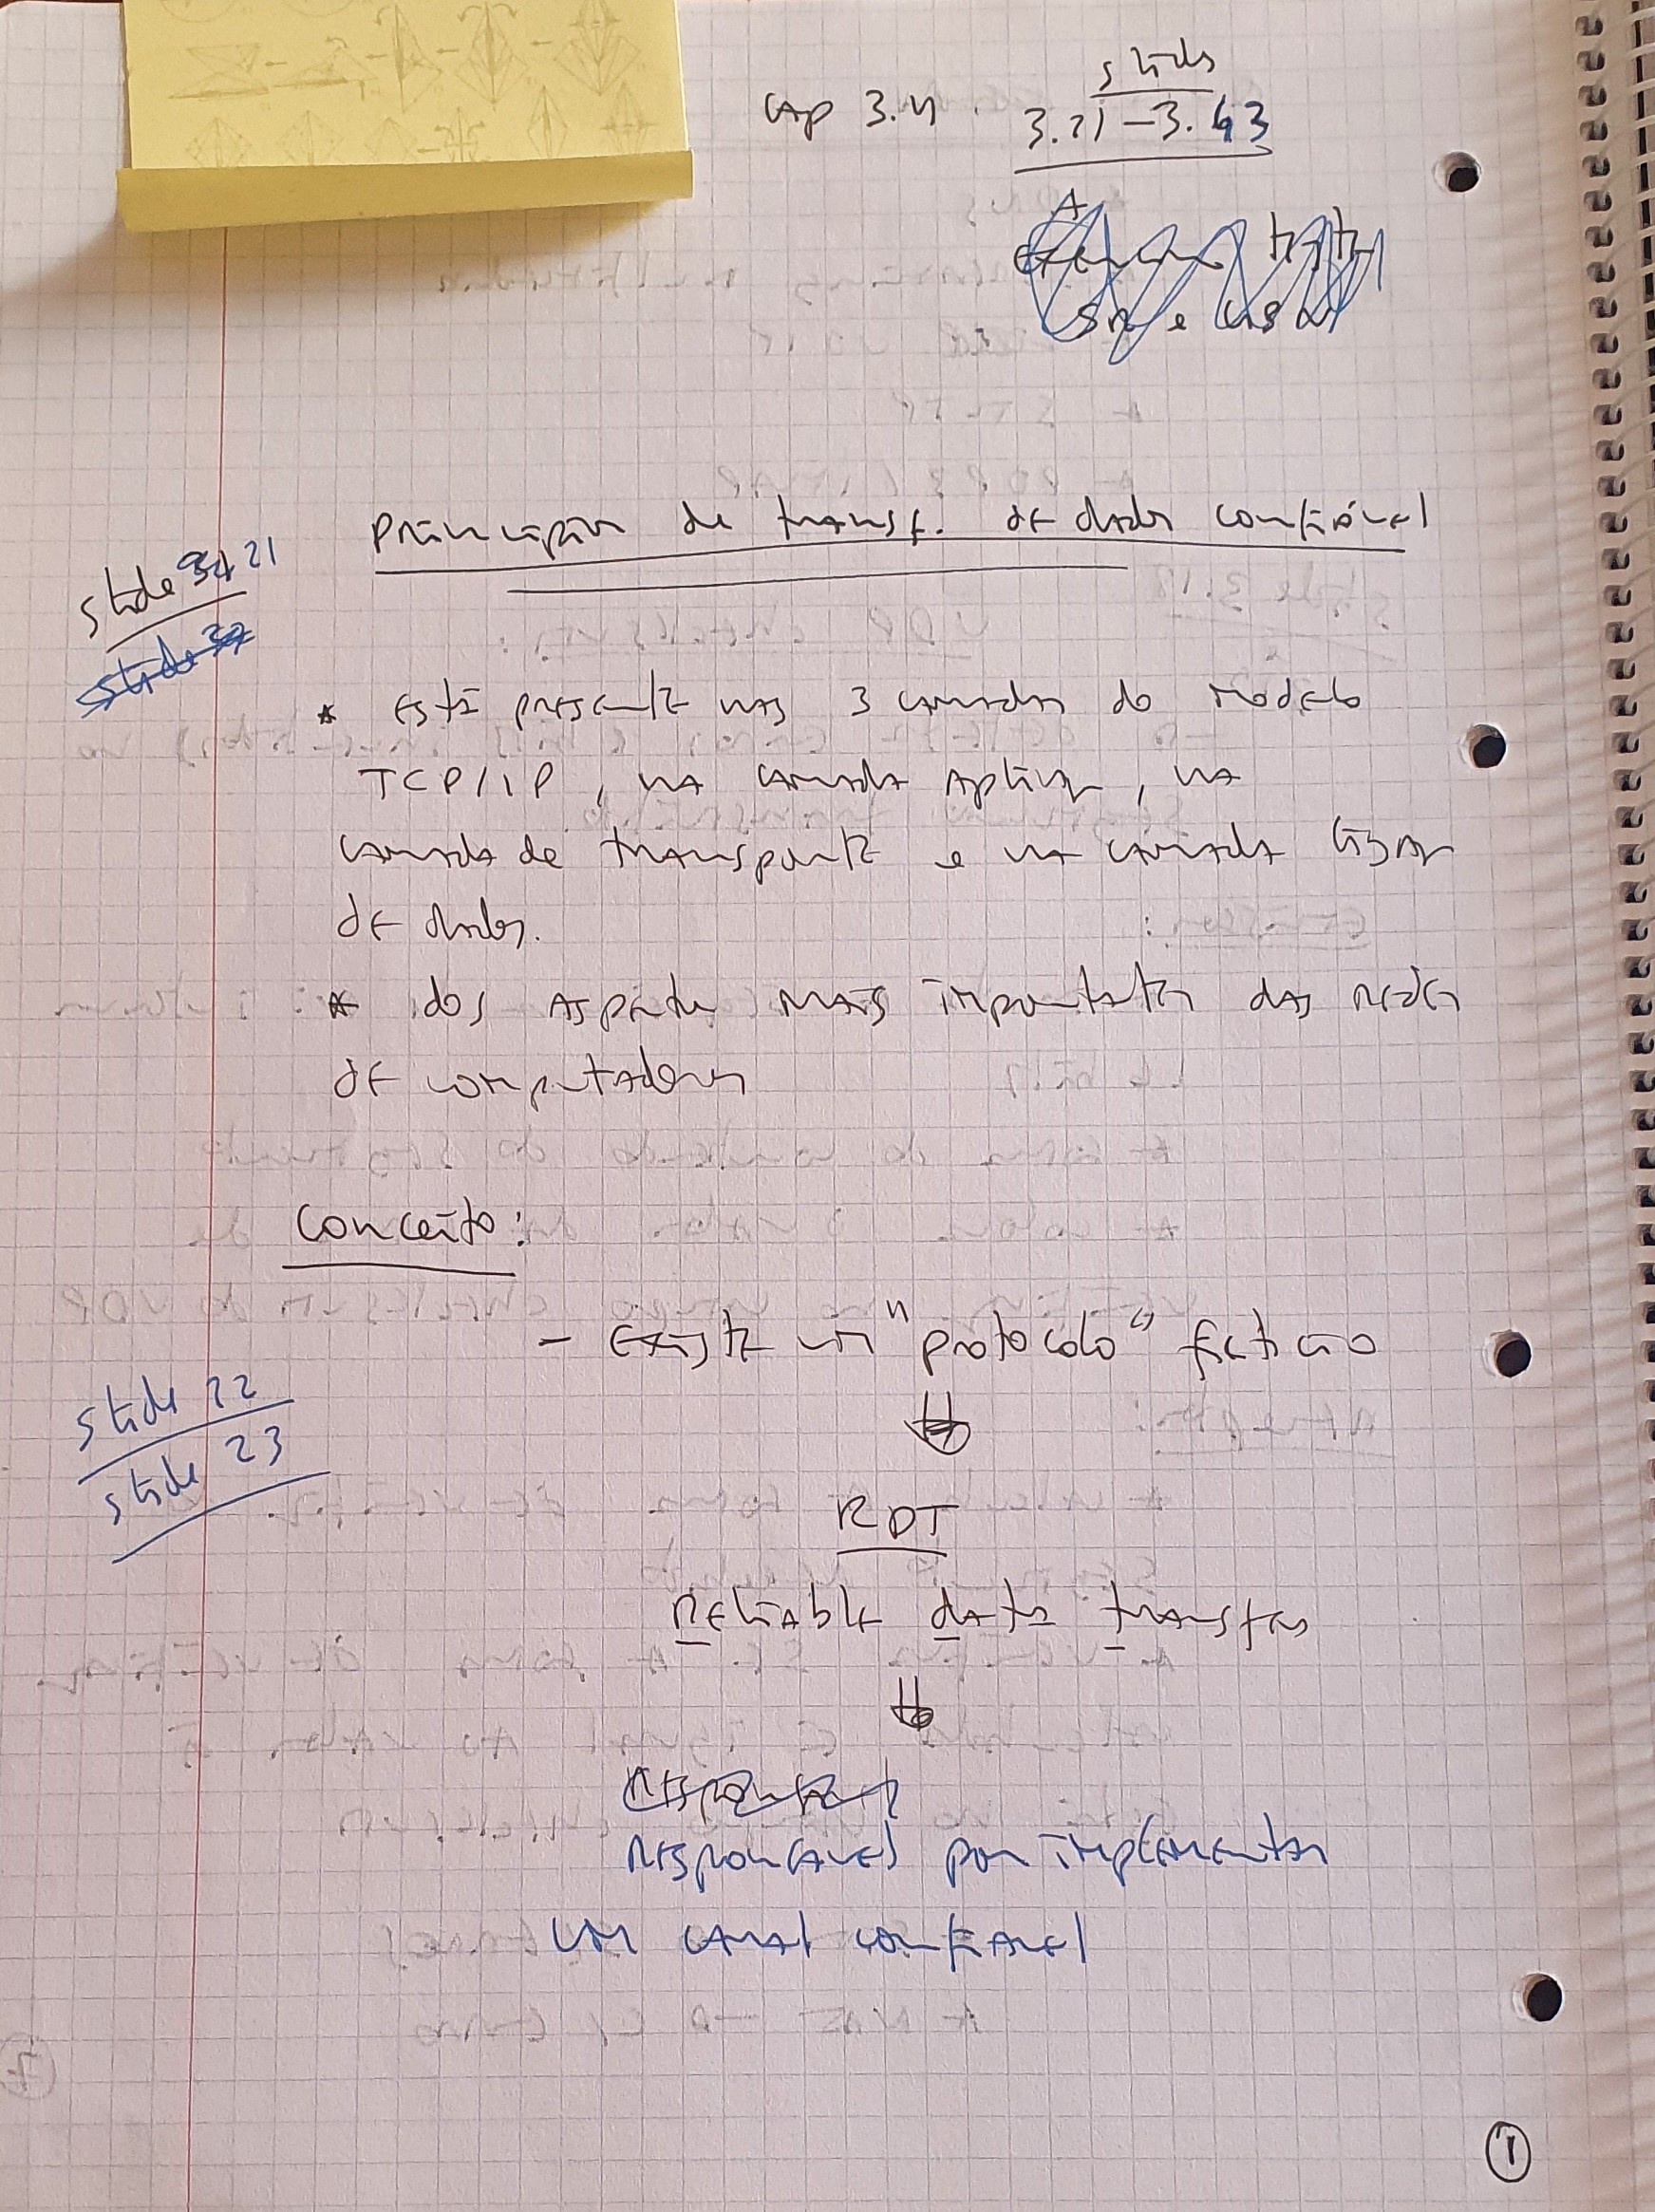 slides
Cap 3.4. 3.21-3.43
Princípios de transf. de dados confiável
slide 21
* Está presente nas 3 camadas do modelo
TCP/IP, na camada aplicação, na
camada de transporte e na camada ligação
de dados.
* dos aspectos mais importantes das redes
de computadores
Conceito:
- Existe um "protocolo" fictício
slide 22
slide 23
RDT
Reliable data transfer
Responsável por implementar
um canal confiável
1